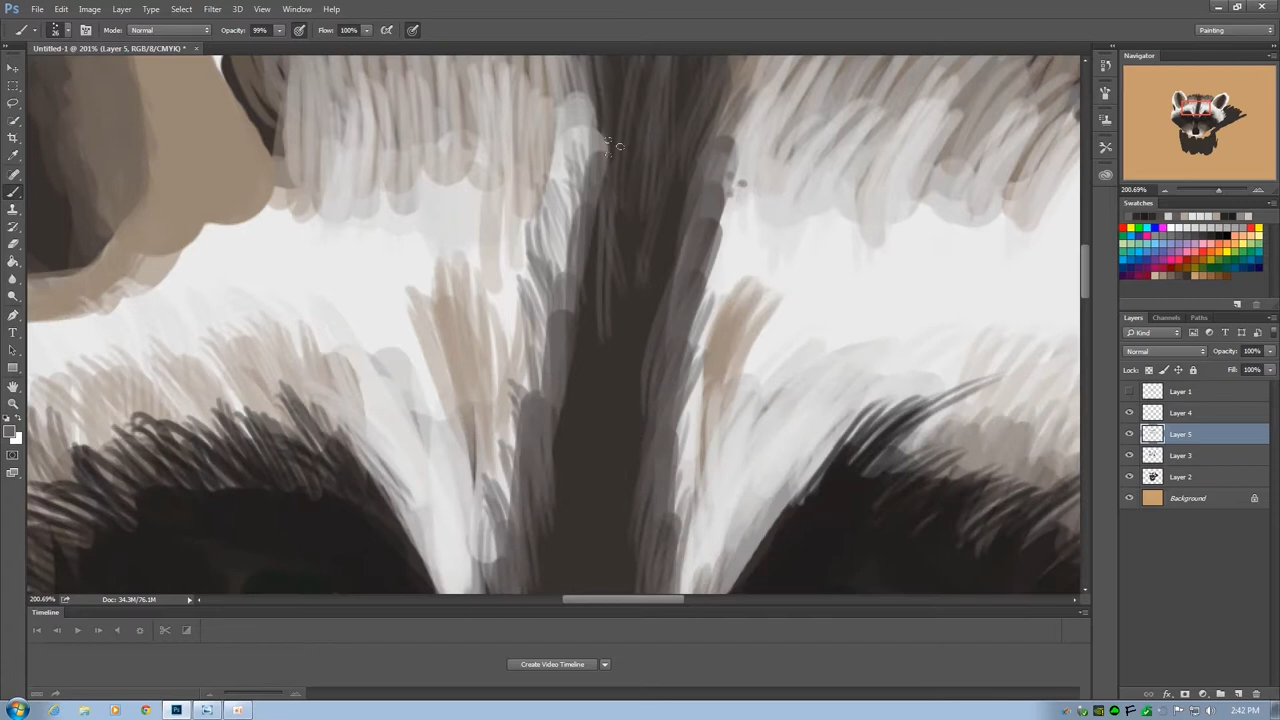 Ps File Edit Image Layer Type Select Filter 3D View Window Help
26 Mode: Normal Opacity: 99% Flow: 100% Painting
Untitled-1 @ 201% (Layer 5, RGB/8/CMYK) * ×
Navigator
200.69%
Swatches
Layers Channels Paths
Kind
Normal Opacity: 100%
Lock: Fill: 100%
Layer 1
Layer 4
Layer 5
Layer 3
Layer 2
Background
200.69% Doc: 34.3M/76.1M
Timeline
Create Video Timeline
fx
Ps 2:42 PM